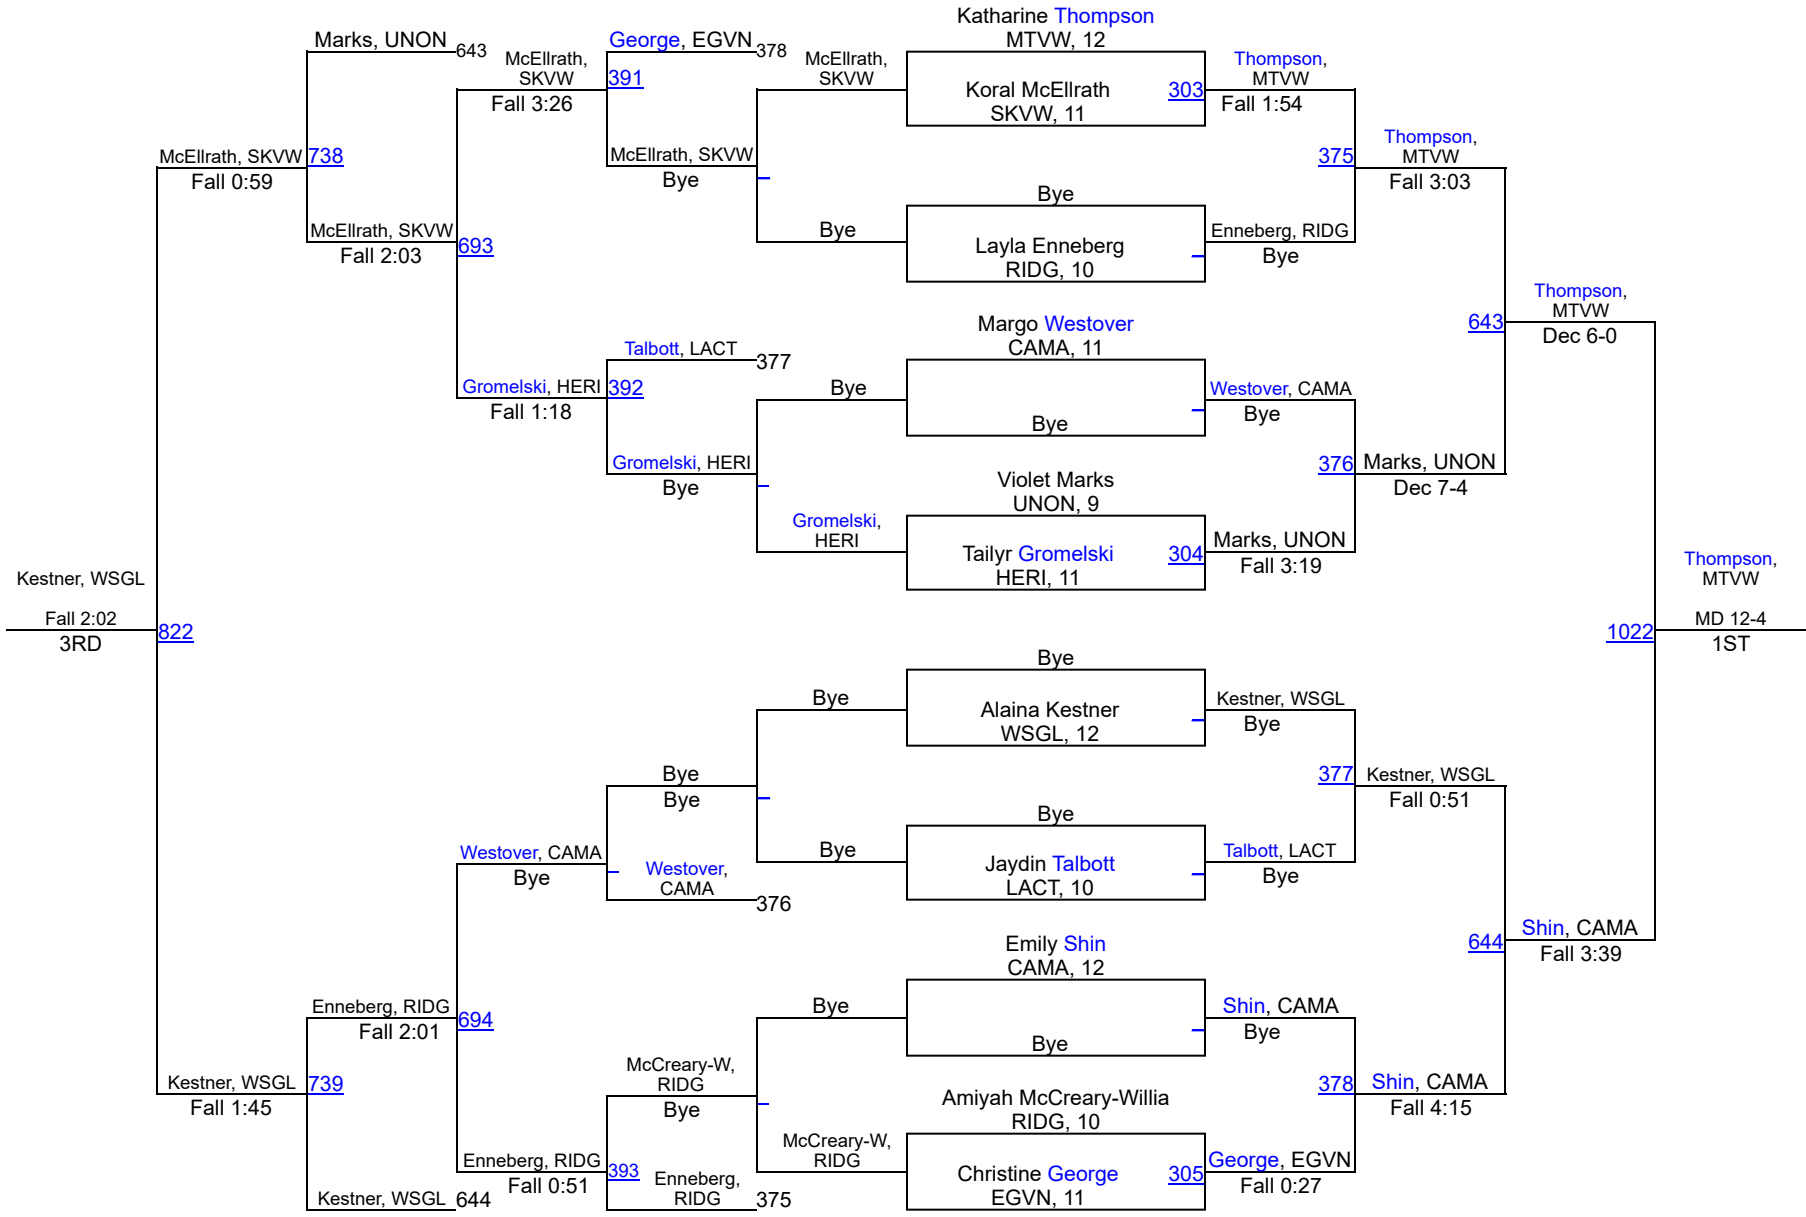 Katharine Thompson
MTVW, 12
Marks, UNON
643
McEllrath,
SKVW
Fall 3:26
George, EGVN
378
391
McEllrath,
SKVW
Koral McEllrath
SKVW, 11
303
Thompson,
MTVW
Fall 1:54
McEllrath, SKVW
Fall 0:59
738
McEllrath, SKVW
Bye
375
Thompson,
MTVW
Fall 3:03
McEllrath, SKVW
Fall 2:03
693
Bye
Bye
Layla Enneberg
RIDG, 10
Enneberg, RIDG
Bye
Margo Westover
CAMA, 11
643
Thompson,
MTVW
Dec 6-0
Talbott, LACT
377
Gromelski, HERI
Fall 1:18
392
Bye
Bye
Westover, CAMA
Bye
Gromelski, HERI
Bye
376
Marks, UNON
Dec 7-4
Violet Marks
UNON, 9
Gromelski,
HERI
Tailyr Gromelski
HERI, 11
304
Marks, UNON
Fall 3:19
Kestner, WSGL
Fall 2:02
3RD
822
1022
Thompson,
MTVW
MD 12-4
1ST
Bye
Bye
Alaina Kestner
WSGL, 12
Kestner, WSGL
Bye
Bye
Bye
377
Kestner, WSGL
Fall 0:51
Bye
Bye
Jaydin Talbott
LACT, 10
Talbott, LACT
Bye
Westover, CAMA
Bye
Westover,
CAMA
376
Emily Shin
CAMA, 12
644
Shin, CAMA
Fall 3:39
Enneberg, RIDG
Fall 2:01
694
Bye
Bye
Shin, CAMA
Bye
Kestner, WSGL
Fall 1:45
739
McCreary-W,
RIDG
Bye
378
Shin, CAMA
Fall 4:15
Amiyah McCreary-Willia
RIDG, 10
McCreary-W,
RIDG
Christine George
EGVN, 11
305
George, EGVN
Fall 0:27
Enneberg, RIDG
Fall 0:51
393
Enneberg,
RIDG
375
Kestner, WSGL
644